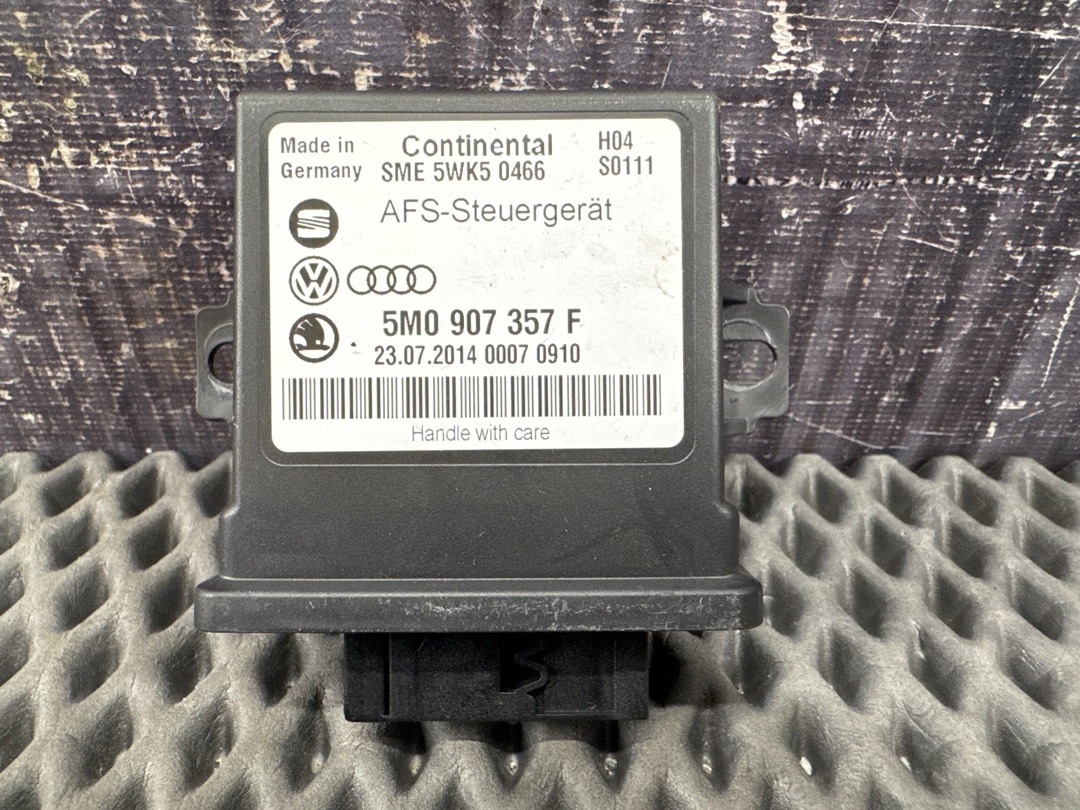 Made in Continental H04
Germany SME 5WK5 0466 S0111
AFS-Steuergerät
5M0 907 357 F
23.07.2014 0007 0910
Handle with care